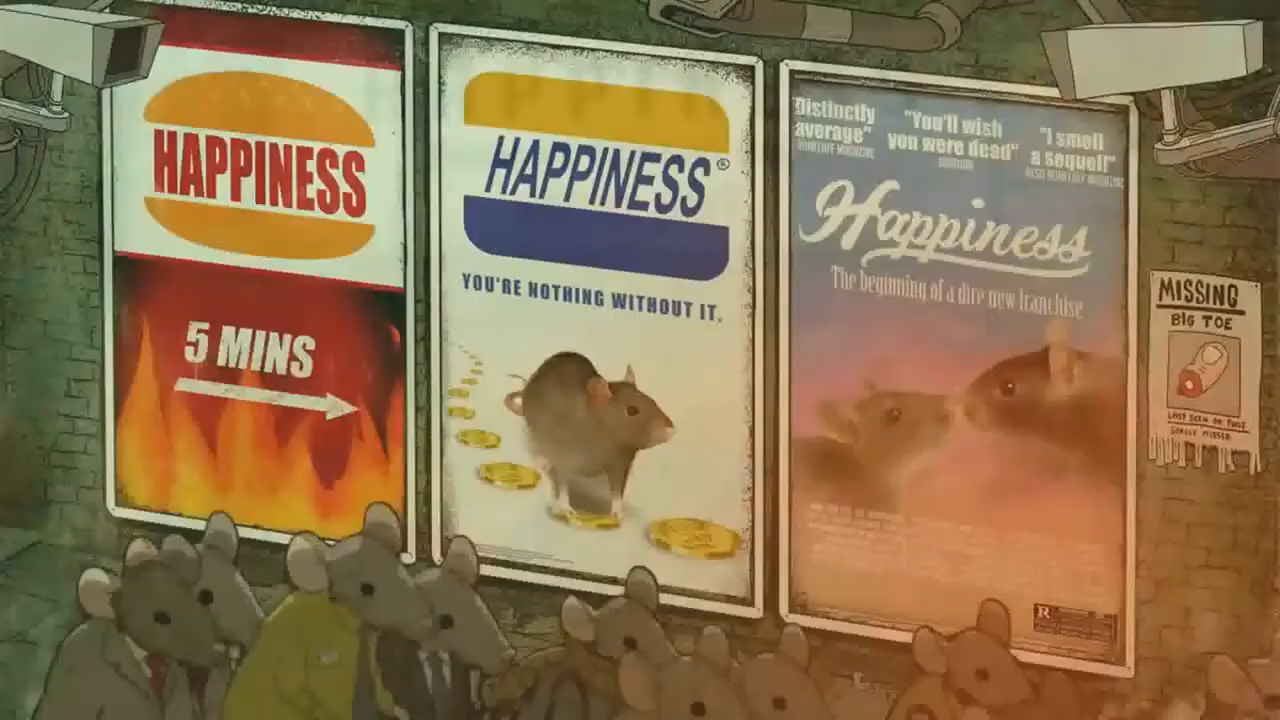 HAPPINESS
5 MINS
HAPPINESS®
YOU'RE NOTHING WITHOUT IT.
Distinctly
average"
"You'll wish
you were dead"
"I smell
a sequel"
Happiness
The beginning of a dire new franchise
R
MISSING
BIG TOE